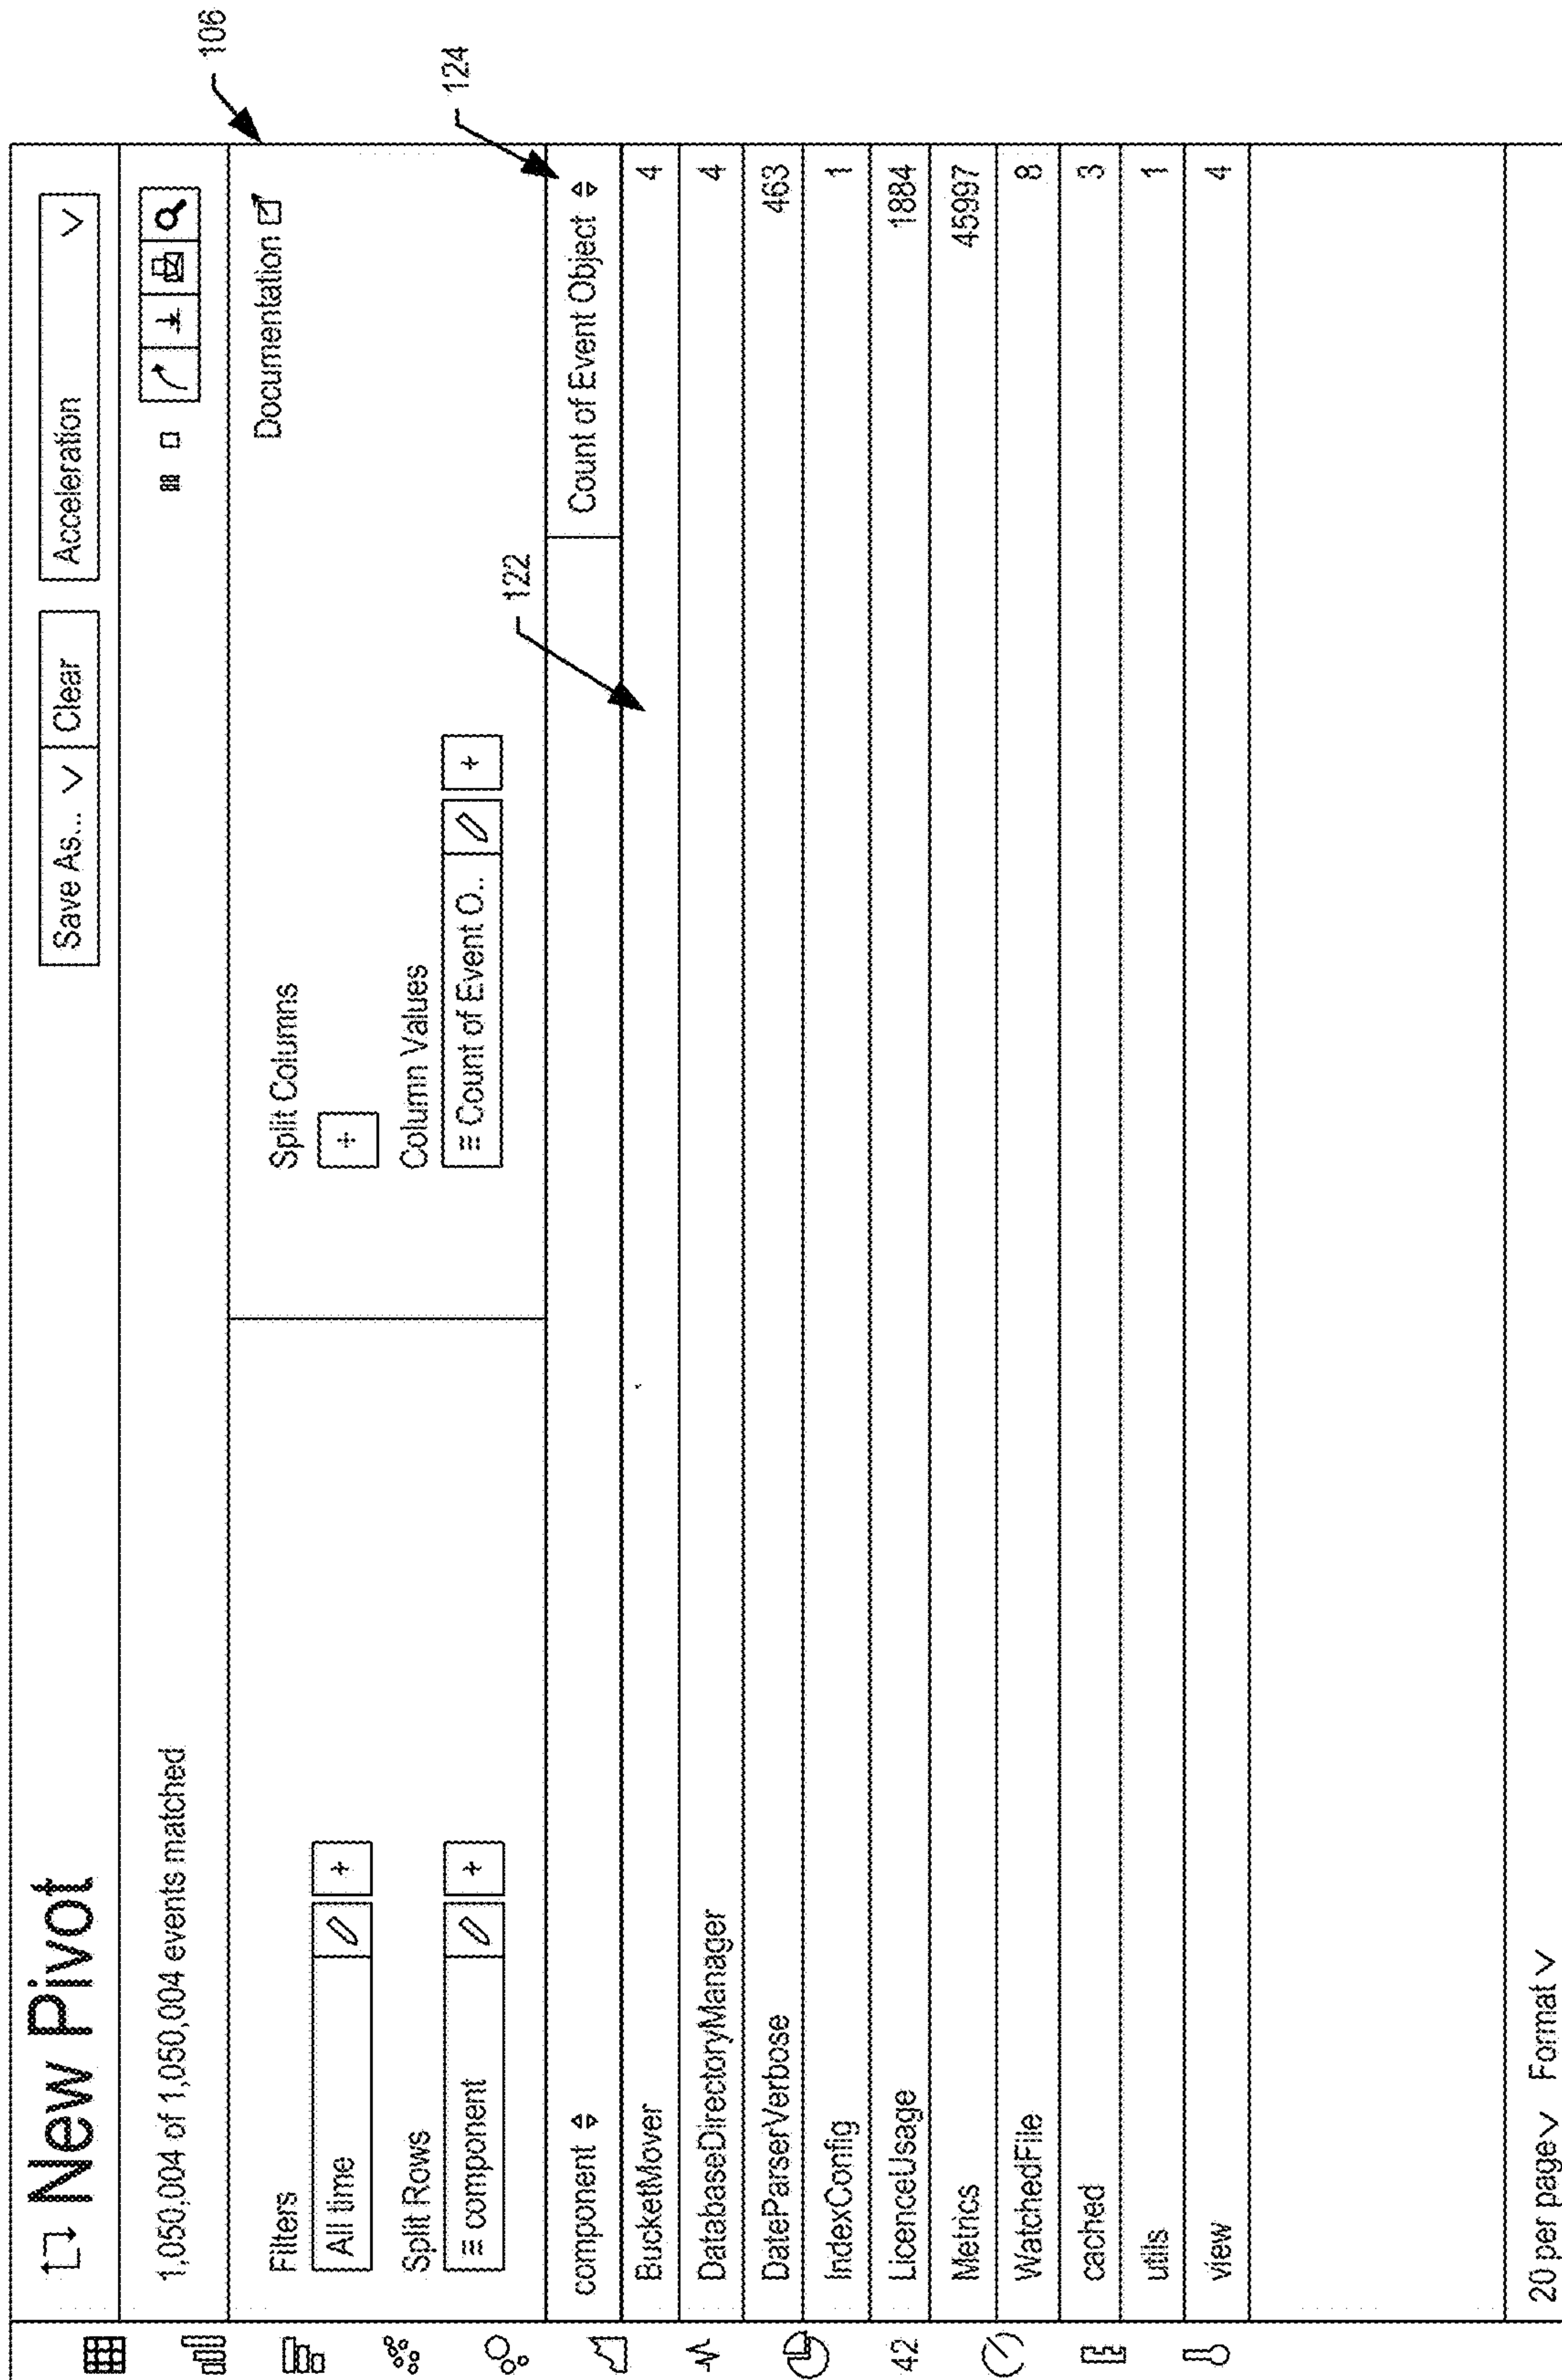 New Pivot
Save As... Clear Acceleration
1,050,004 of 1,050,004 events matched
106
Filters
Split Columns
Documentation
All time
+
+
Split Rows
Column Values
≡ component
+
≡ Count of Event O..
+
124
122
component
Count of Event Object
BucketMover 4
DatabaseDirectoryManager 4
DateParserVerbose 463
IndexConfig 1
LicenceUsage 1884
42
Metrics 45997
WatchedFile 8
cached 3
utils 1
view 4
20 per page Format